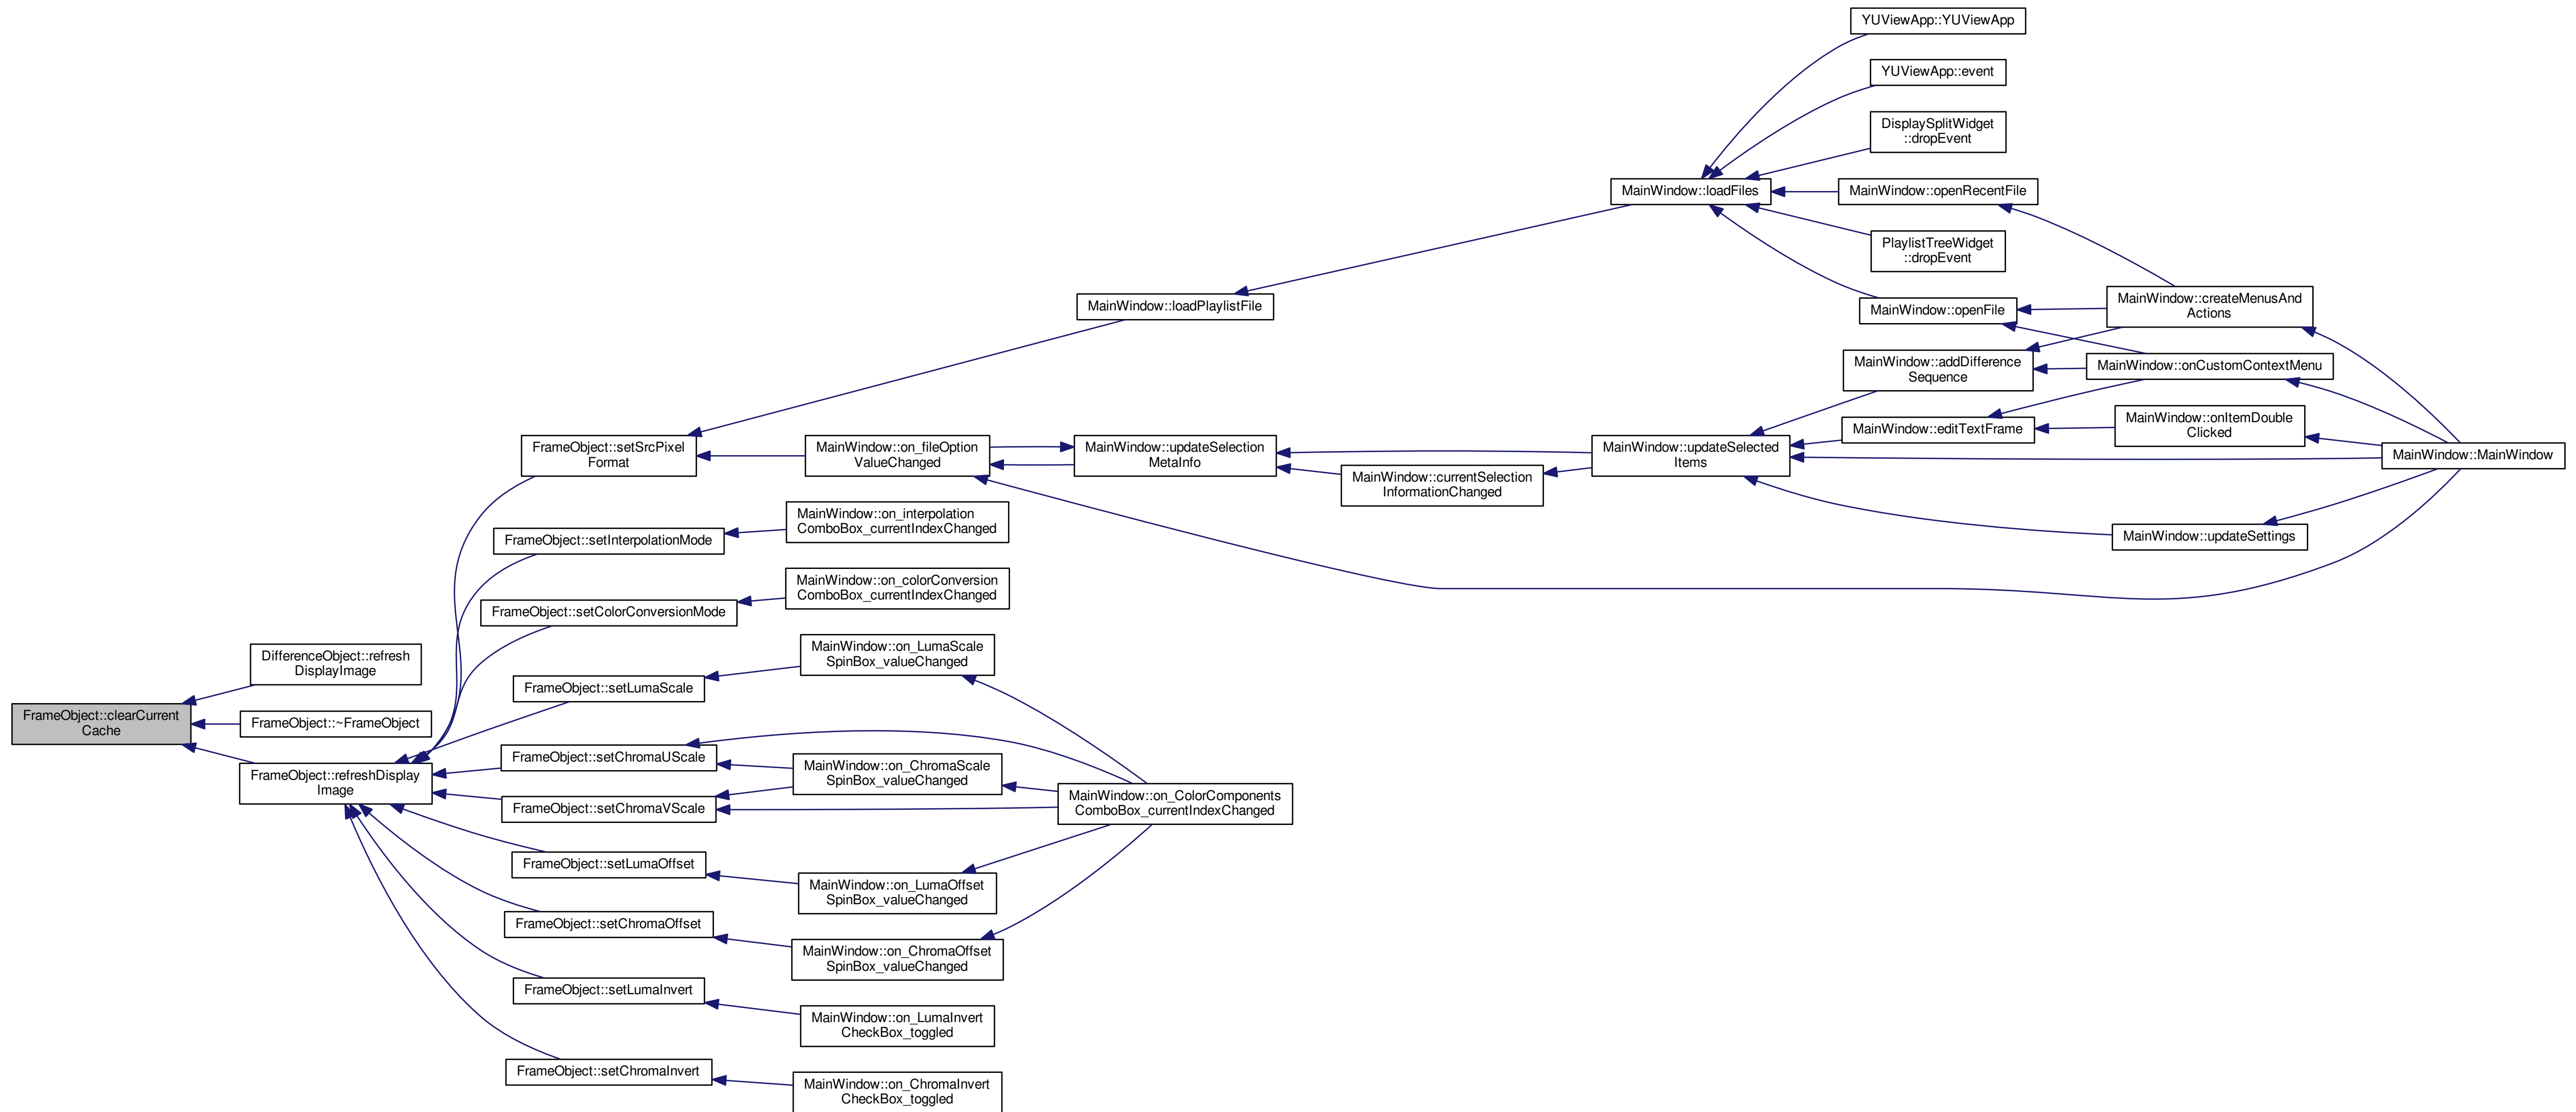 YUViewApp::YUViewApp
YUViewApp::event
DisplaySplitWidget
::dropEvent
MainWindow::loadFiles
MainWindow::openRecentFile
PlaylistTreeWidget
::dropEvent
MainWindow::loadPlaylistFile
MainWindow::openFile
MainWindow::createMenusAnd
Actions
MainWindow::addDifference
Sequence
MainWindow::onCustomContextMenu
MainWindow::editTextFrame
MainWindow::onItemDouble
Clicked
FrameObject::setSrcPixel
Format
MainWindow::on_fileOption
ValueChanged
MainWindow::updateSelection
MetaInfo
MainWindow::updateSelected
Items
MainWindow::MainWindow
MainWindow::currentSelection
InformationChanged
MainWindow::updateSettings
MainWindow::on_interpolation
ComboBox_currentIndexChanged
FrameObject::setInterpolationMode
MainWindow::on_colorConversion
ComboBox_currentIndexChanged
FrameObject::setColorConversionMode
MainWindow::on_LumaScale
SpinBox_valueChanged
DifferenceObject::refresh
DisplayImage
FrameObject::setLumaScale
FrameObject::clearCurrent
Cache
FrameObject::~FrameObject
FrameObject::setChromaUScale
MainWindow::on_ChromaScale
SpinBox_valueChanged
FrameObject::refreshDisplay
Image
FrameObject::setChromaVScale
MainWindow::on_ColorComponents
ComboBox_currentIndexChanged
FrameObject::setLumaOffset
MainWindow::on_LumaOffset
SpinBox_valueChanged
FrameObject::setChromaOffset
MainWindow::on_ChromaOffset
SpinBox_valueChanged
FrameObject::setLumaInvert
MainWindow::on_LumaInvert
CheckBox_toggled
FrameObject::setChromaInvert
MainWindow::on_ChromaInvert
CheckBox_toggled